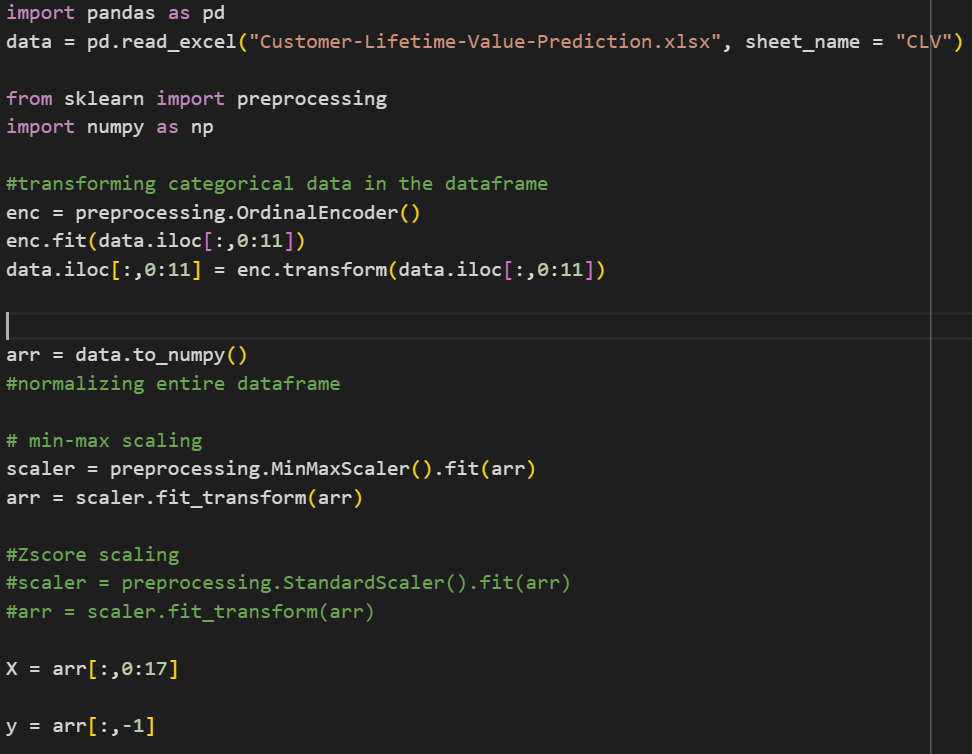 import pandas as pd
data = pd.read_excel("Customer-Lifetime-Value-Prediction.xlsx", sheet_name = "CLV")
from sklearn import preprocessing
import numpy as np
#transforming categorical data in the dataframe
enc = preprocessing.OrdinalEncoder()
enc.fit(data.iloc[:,0:11])
data.iloc[:,0:11] = enc.transform(data.iloc[:,0:11])
arr = data.to_numpy()
#normalizing entire dataframe
# min-max scaling
scaler = preprocessing.MinMaxScaler().fit(arr)
arr = scaler.fit_transform(arr)
#Zscore scaling
#scaler = preprocessing.StandardScaler().fit(arr)
#arr = scaler.fit_transform(arr)
X = arr[:,0:17]
y = arr[:,-1]